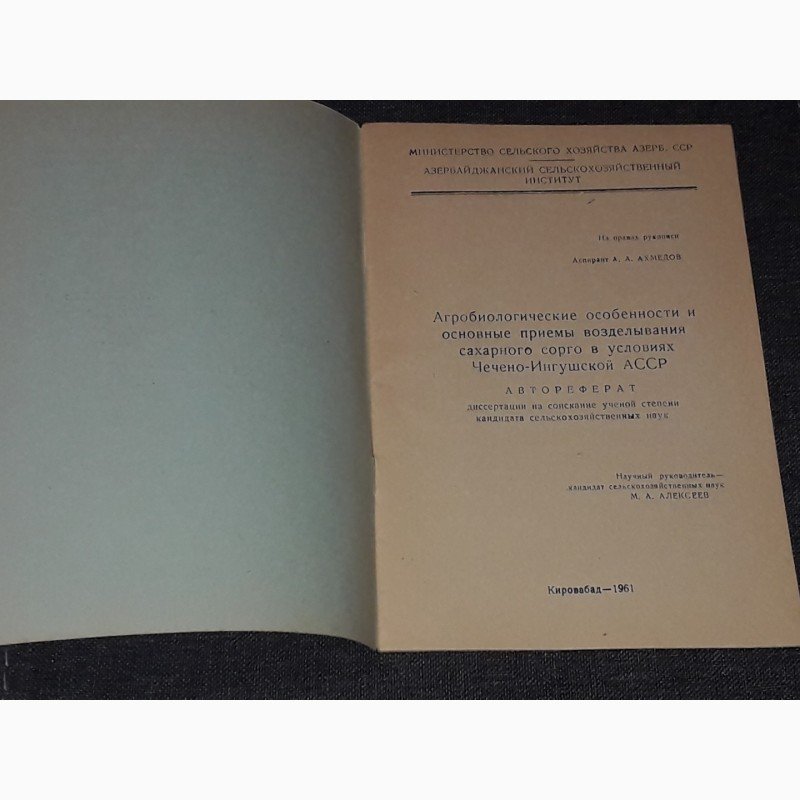 МИНИСТЕРСТВО СЕЛЬСКОГО ХОЗЯЙСТВА АЗЕРБ. ССР
АЗЕРБАЙДЖАНСКИЙ СЕЛЬСКОХОЗЯЙСТВЕННЫЙ
ИНСТИТУТ
На правах рукописи
Аспирант А. А. АХМЕДОВ
Агробиологические особенности и
основные приемы возделывания
сахарного сорго в условиях
Чечено-Ингушской АССР
АВТОРЕФЕРАТ
диссертации на соискание ученой степени
кандидата сельскохозяйственных наук
Научный руководитель—
кандидат сельскохозяйственных наук
М. А. АЛЕКСЕЕВ
Кировабад—1961